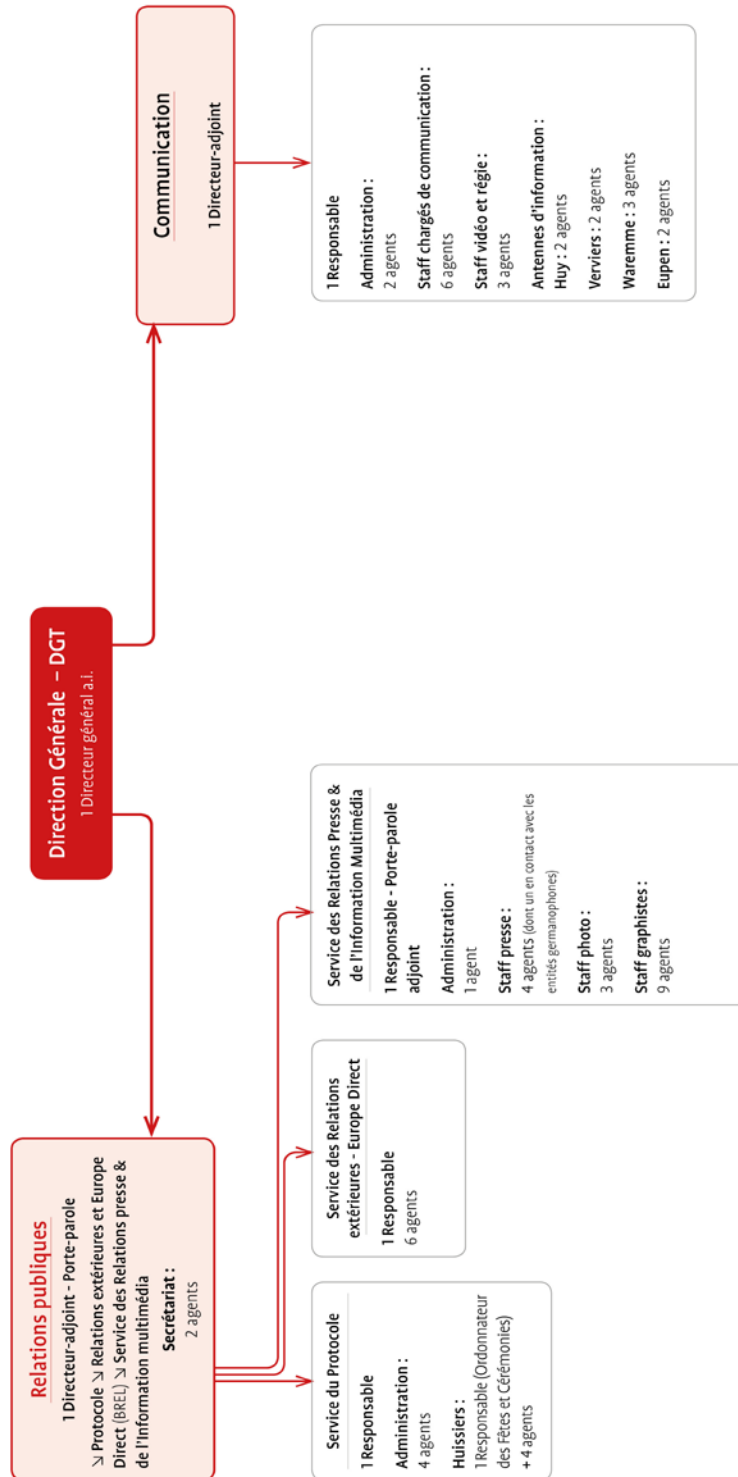 Direction Générale – DGT
1 Directeur général a.i.
Relations publiques
1 Directeur-adjoint - Porte-parole
↘ Protocole ↘ Relations extérieures et Europe
Direct (BREL) ↘ Service des Relations presse &
de l'Information multimédia
Secrétariat :
2 agents
Communication
1 Directeur-adjoint
Service du Protocole
1 Responsable
Administration :
4 agents
Huissiers :
1 Responsable (Ordonnateur
des Fêtes et Cérémonies)
+ 4 agents
Service des Relations
extérieures - Europe Direct
1 Responsable
6 agents
Service des Relations Presse &
de l'Information Multimédia
1 Responsable - Porte-parole
adjoint
Administration :
1 agent
Staff presse :
4 agents (dont un en contact avec les
entités germanophones)
Staff photo :
3 agents
Staff graphistes :
9 agents
1 Responsable
Administration :
2 agents
Staff chargés de communication :
6 agents
Staff vidéo et régie :
3 agents
Antennes d'information :
Huy : 2 agents
Verviers : 2 agents
Waremme : 3 agents
Eupen : 2 agents